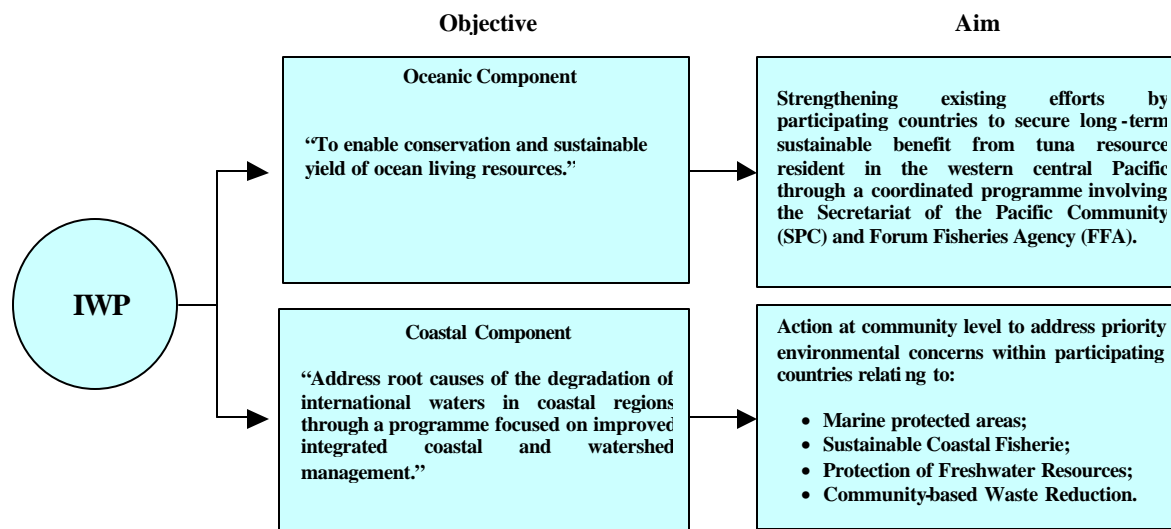 Objective
Aim
Oceanic Component
“To enable conservation and sustainable
yield of ocean living resources.”
Strengthening existing efforts by
participating countries to secure long-term
sustainable benefit from tuna resource
resident in the western central Pacific
through a coordinated programme involving
the Secretariat of the Pacific Community
(SPC) and Forum Fisheries Agency (FFA).
IWP
Coastal Component
“Address root causes of the degradation of
international waters in coastal regions
through a programme focused on improved
integrated coastal and watershed
management.”
Action at community level to address priority
environmental concerns within participating
countries relating to:
• Marine protected areas;
• Sustainable Coastal Fisherie;
• Protection of Freshwater Resources;
• Community-based Waste Reduction.